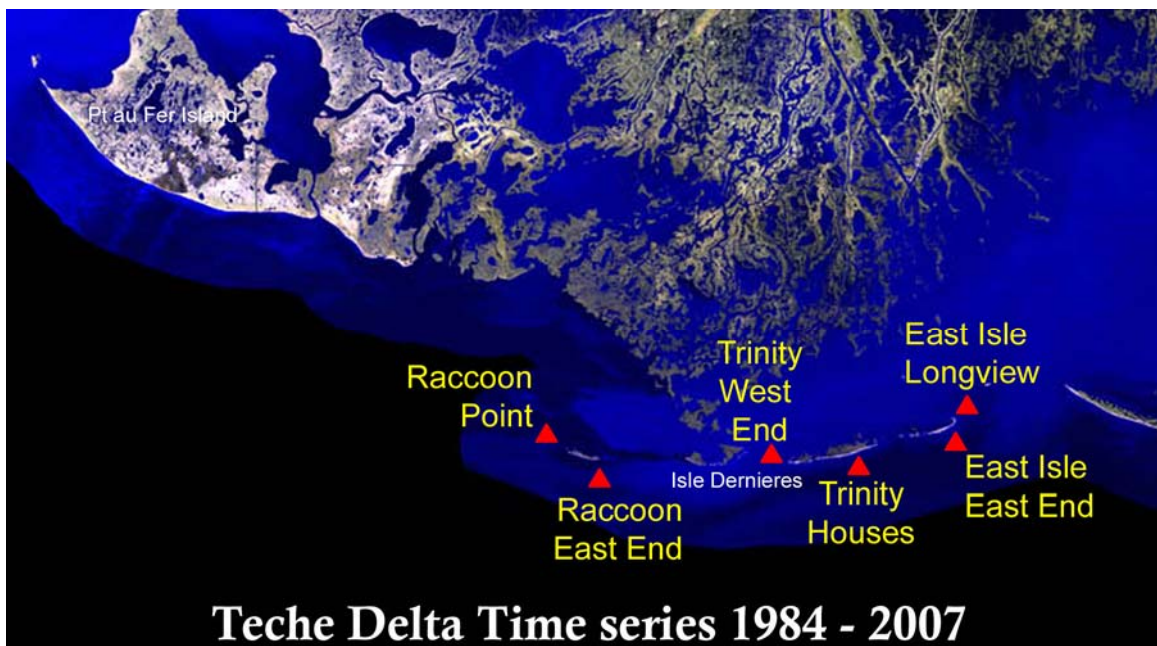 Pt au Fer Island
East Isle
Longview
Trinity
West
End
Raccoon
Point
Isle Dernieres
East Isle
East End
Trinity
Houses
Raccoon
East End
Teche Delta Time series 1984 - 2007